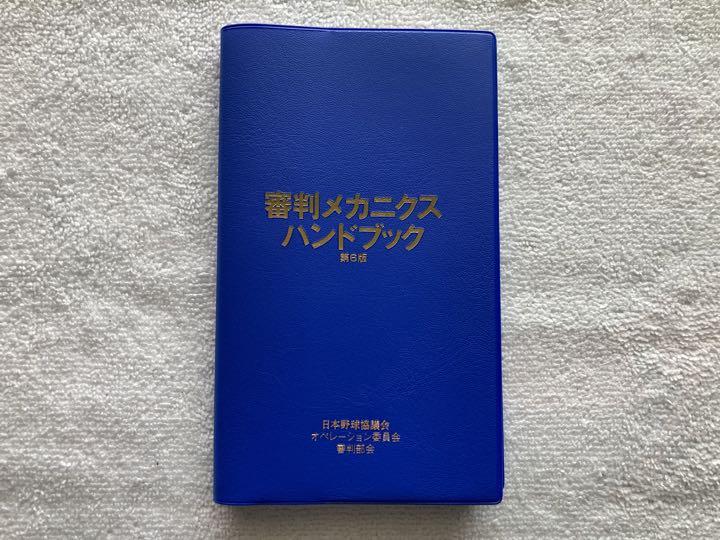 審判メカニクス
ハンドブック
第6版
日本野球協議会
オペレーション委員会
審判部会